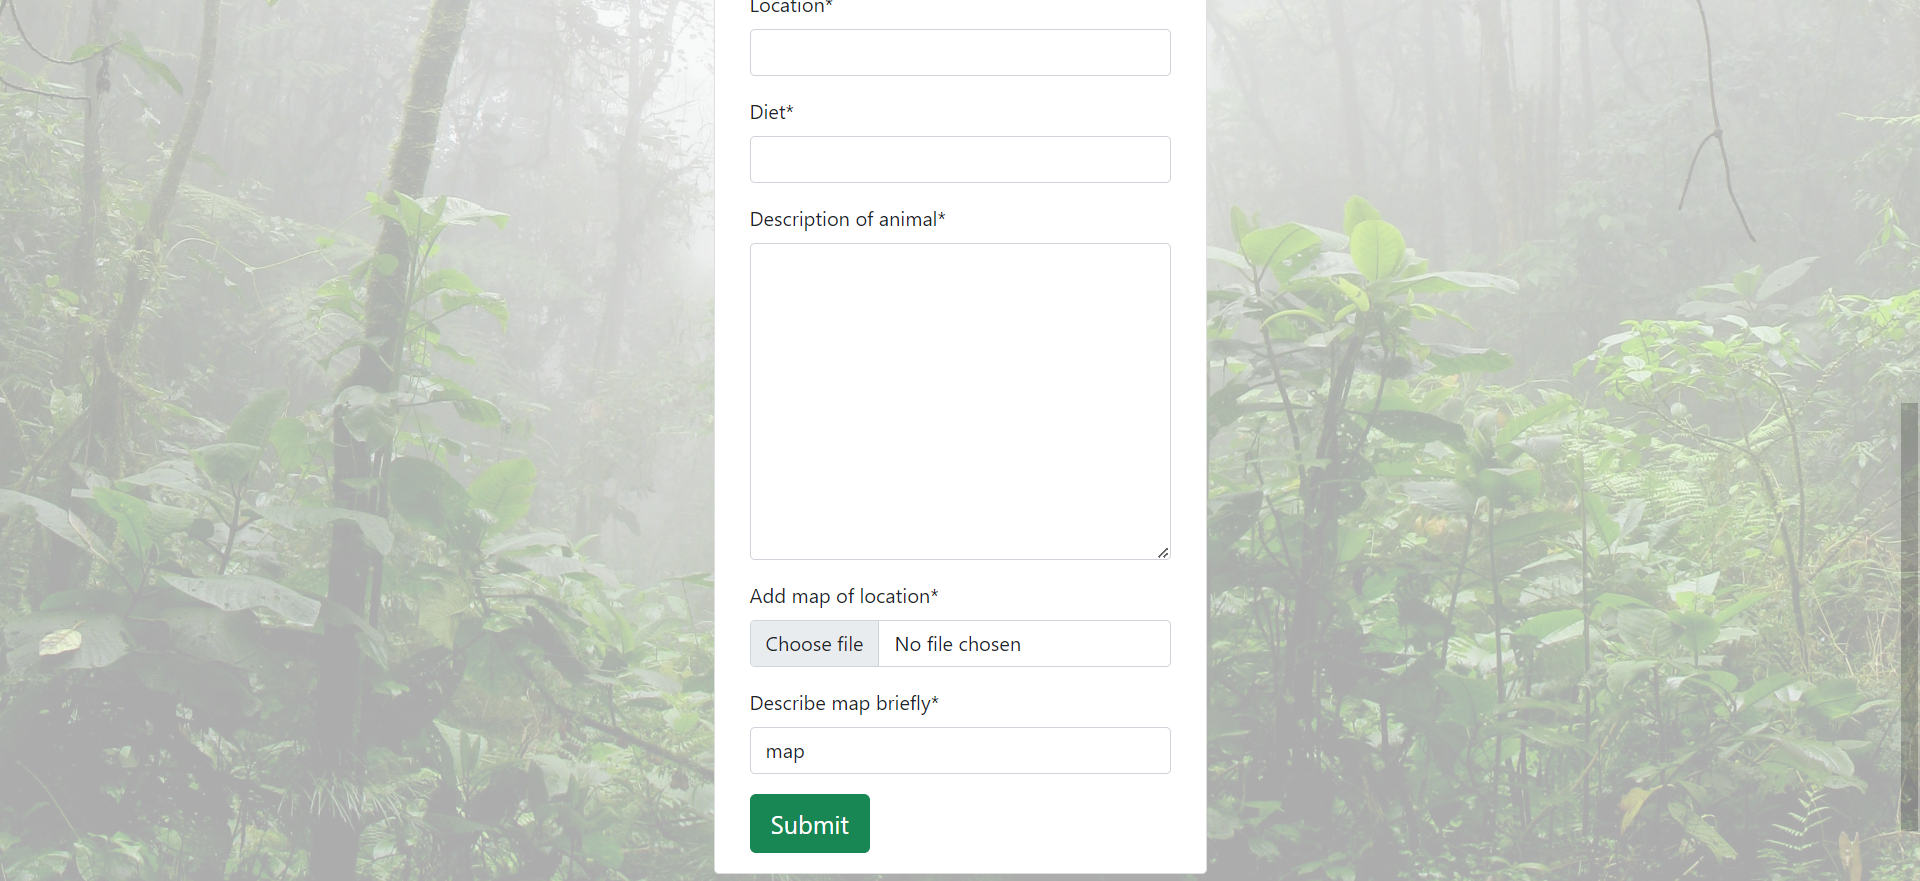 Location*
Diet*
Description of animal*
Add map of location*
Choose file No file chosen
Describe map briefly*
map
Submit